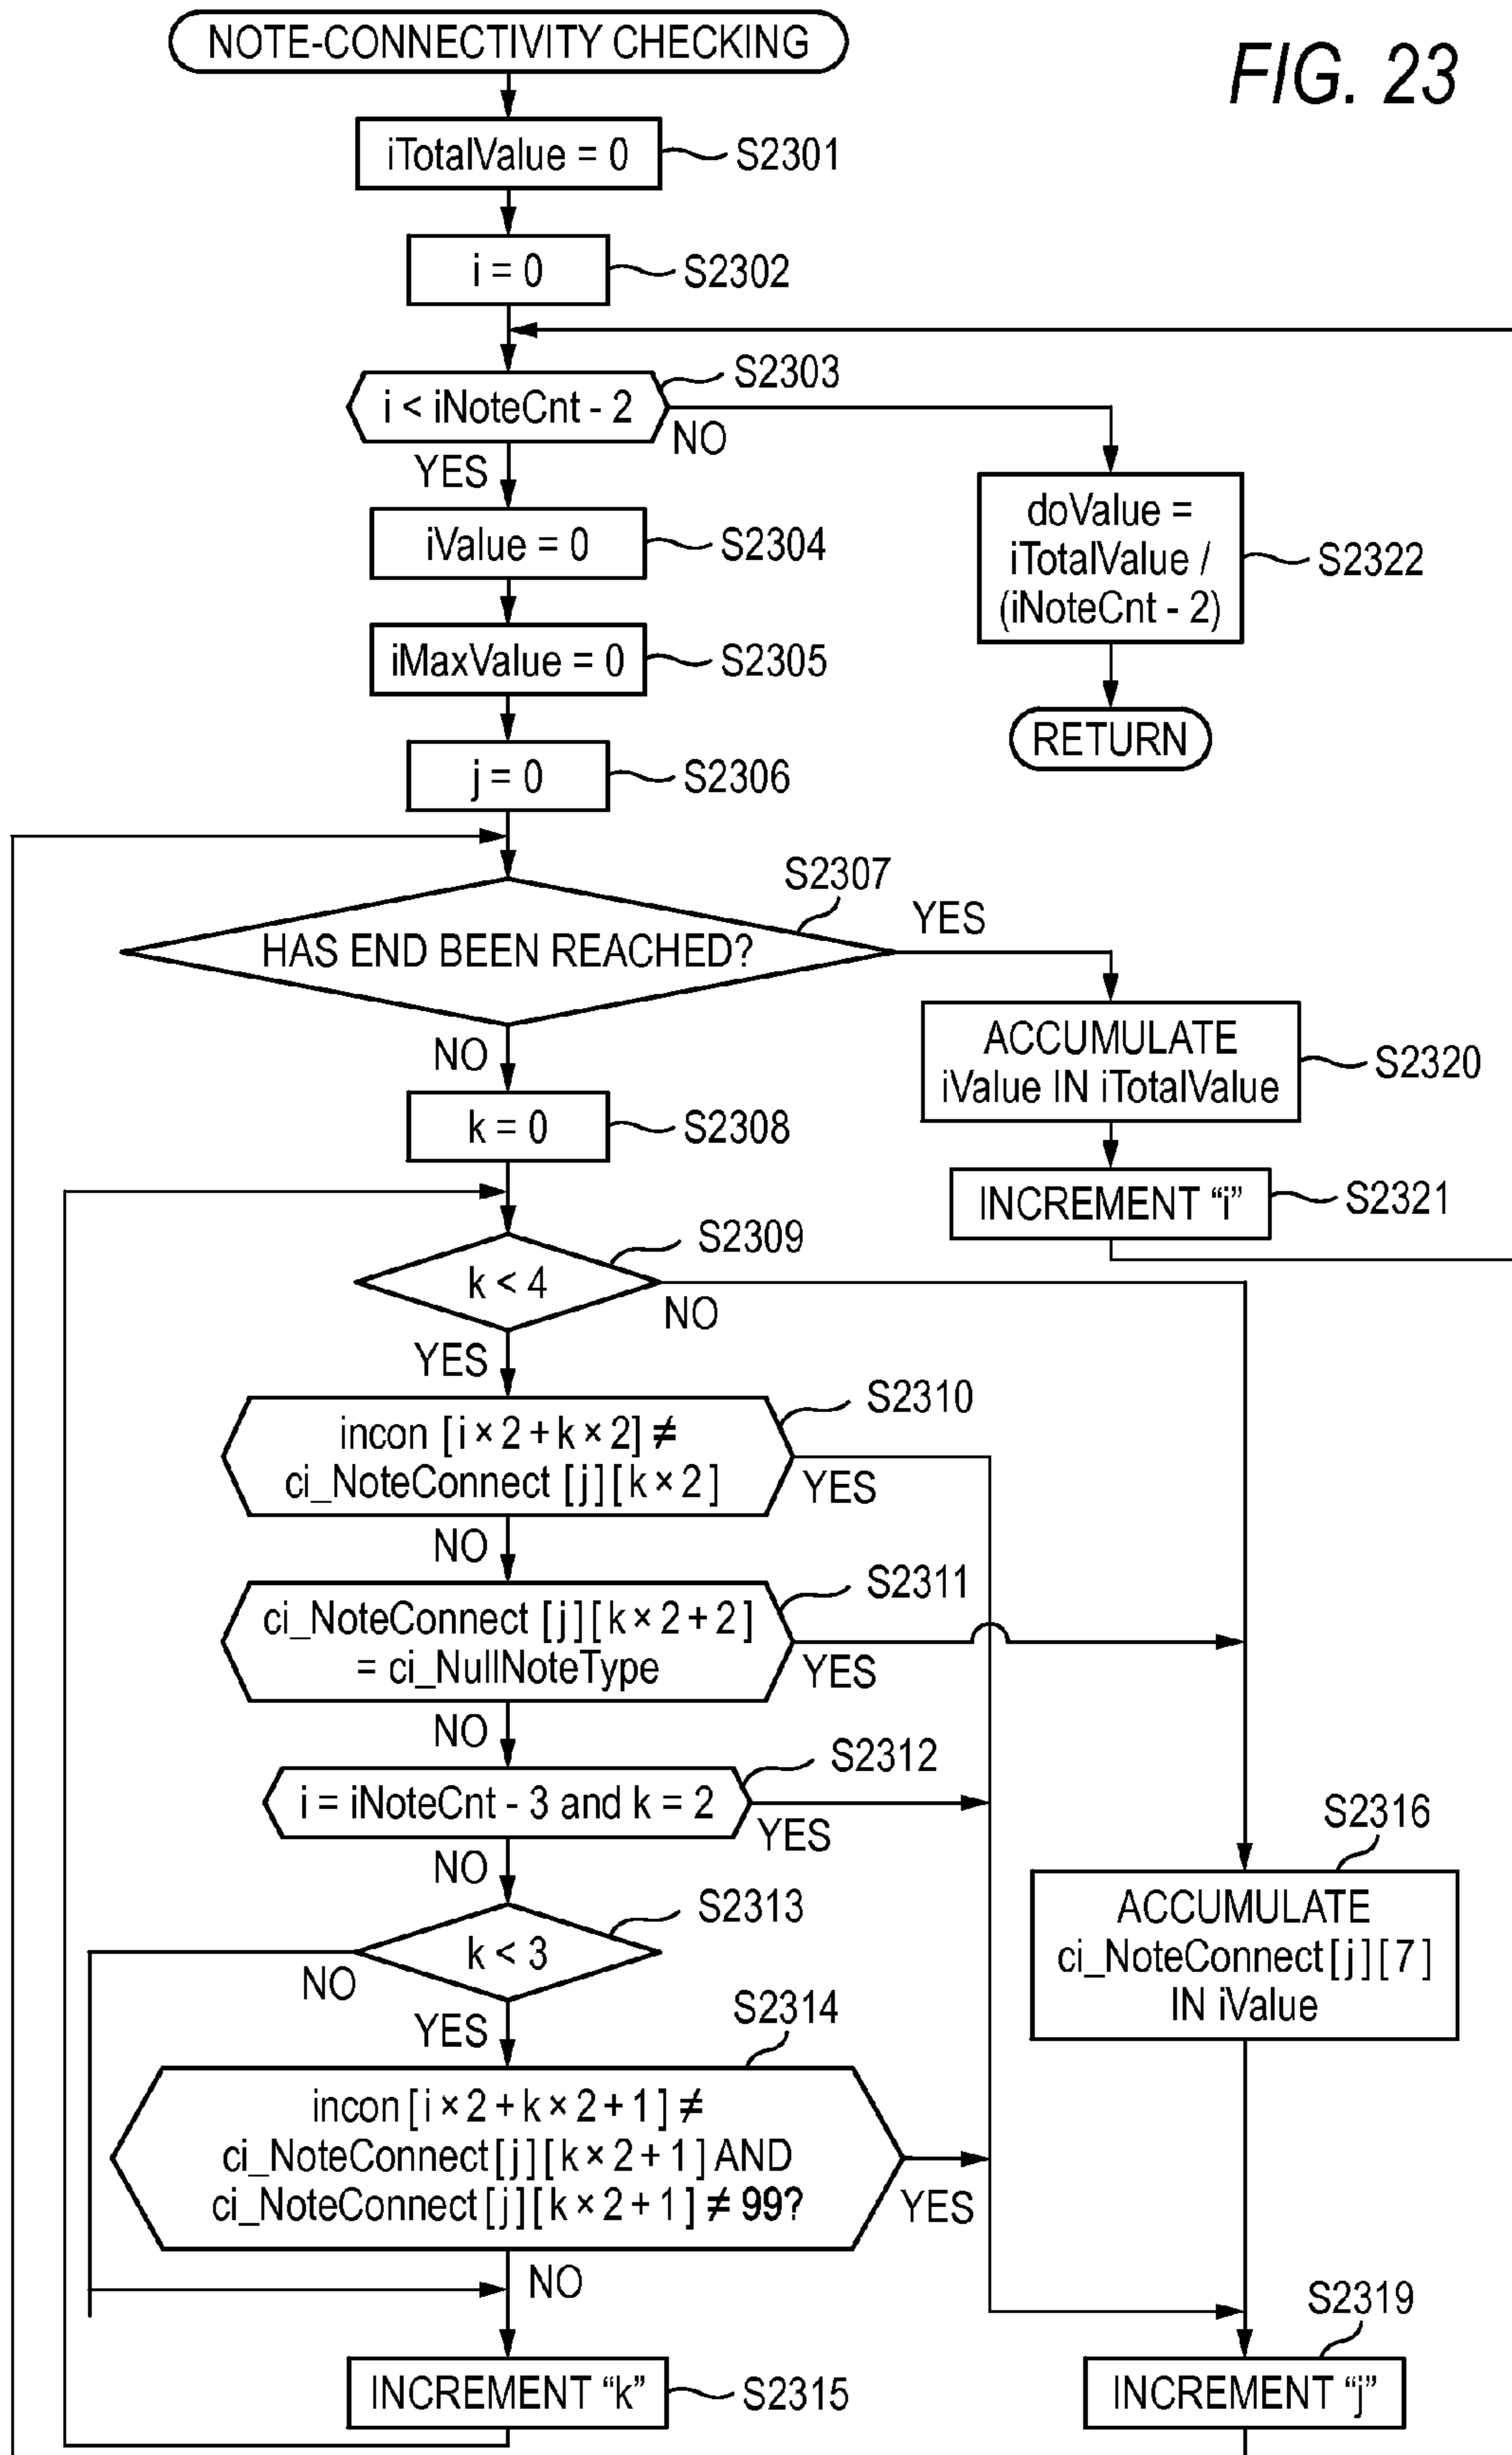 NOTE-CONNECTIVITY CHECKING
FIG. 23
iTotalValue = 0
S2301
i = 0
S2302
S2303
i < iNoteCnt - 2
NO
YES
iValue = 0
S2304
doValue =
iTotalValue /
(iNoteCnt - 2)
S2322
iMaxValue = 0
S2305
RETURN
j = 0
S2306
S2307
HAS END BEEN REACHED?
YES
NO
ACCUMULATE
iValue IN iTotalValue
S2320
k = 0
S2308
INCREMENT “i”
S2321
S2309
k < 4
NO
YES
S2310
incon [i × 2 + k × 2] ≠
ci_NoteConnect [j] [k × 2]
YES
NO
S2311
ci_NoteConnect [j] [k × 2 + 2]
= ci_NullNoteType
YES
NO
S2312
i = iNoteCnt - 3 and k = 2
YES
NO
S2316
ACCUMULATE
ci_NoteConnect [j] [7]
IN iValue
S2313
k < 3
NO
YES
S2314
incon [i × 2 + k × 2 + 1] ≠
ci_NoteConnect [j] [k × 2 + 1] AND
ci_NoteConnect [j] [k × 2 + 1] ≠ 99?
YES
NO
S2319
INCREMENT “k”
S2315
INCREMENT “j”